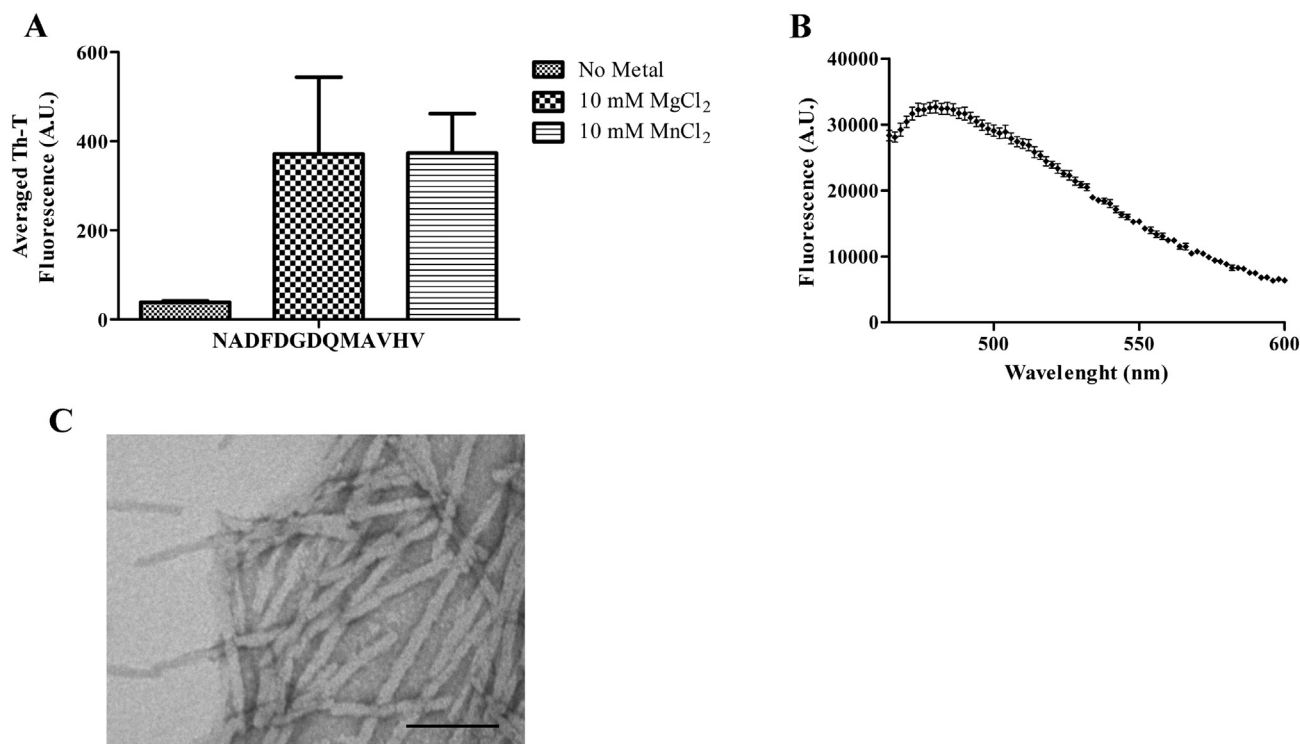 A
Averaged Th-T
Fluorescence (A.U.)
600
400
200
0
NADFDGDQMAVHV
No Metal
10 mM MgCl₂
10 mM MnCl₂
B
Fluorescence (A.U.)
40000
30000
20000
10000
0
500
550
600
Wavelenght (nm)
C